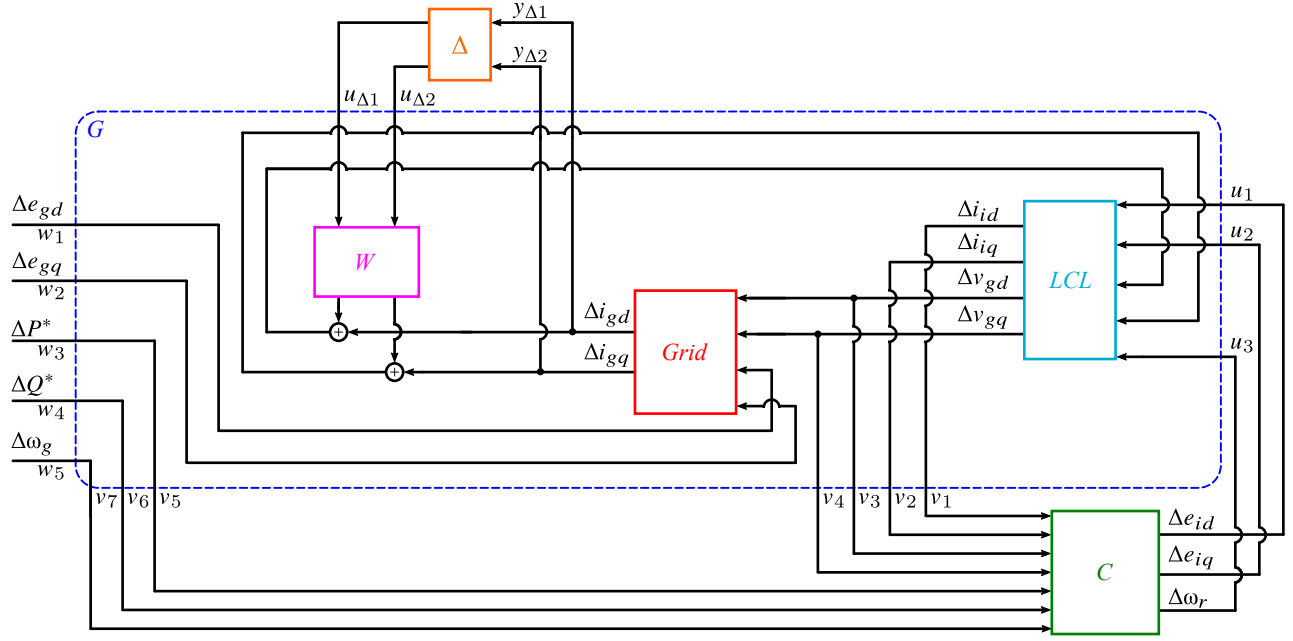 y_Δ1
Δ
y_Δ2
u_Δ1 u_Δ2
G
Δe_gd
w_1
Δe_gq
w_2
ΔP*
w_3
ΔQ*
w_4
Δω_g
w_5
W
Δi_gd
Δi_gq
+
+
Grid
Δi_id
Δi_iq
Δv_gd
Δv_gq
LCL
u_1
u_2
u_3
v_7 v_6 v_5
v_4 v_3 v_2 v_1
C
Δe_id
Δe_iq
Δω_r